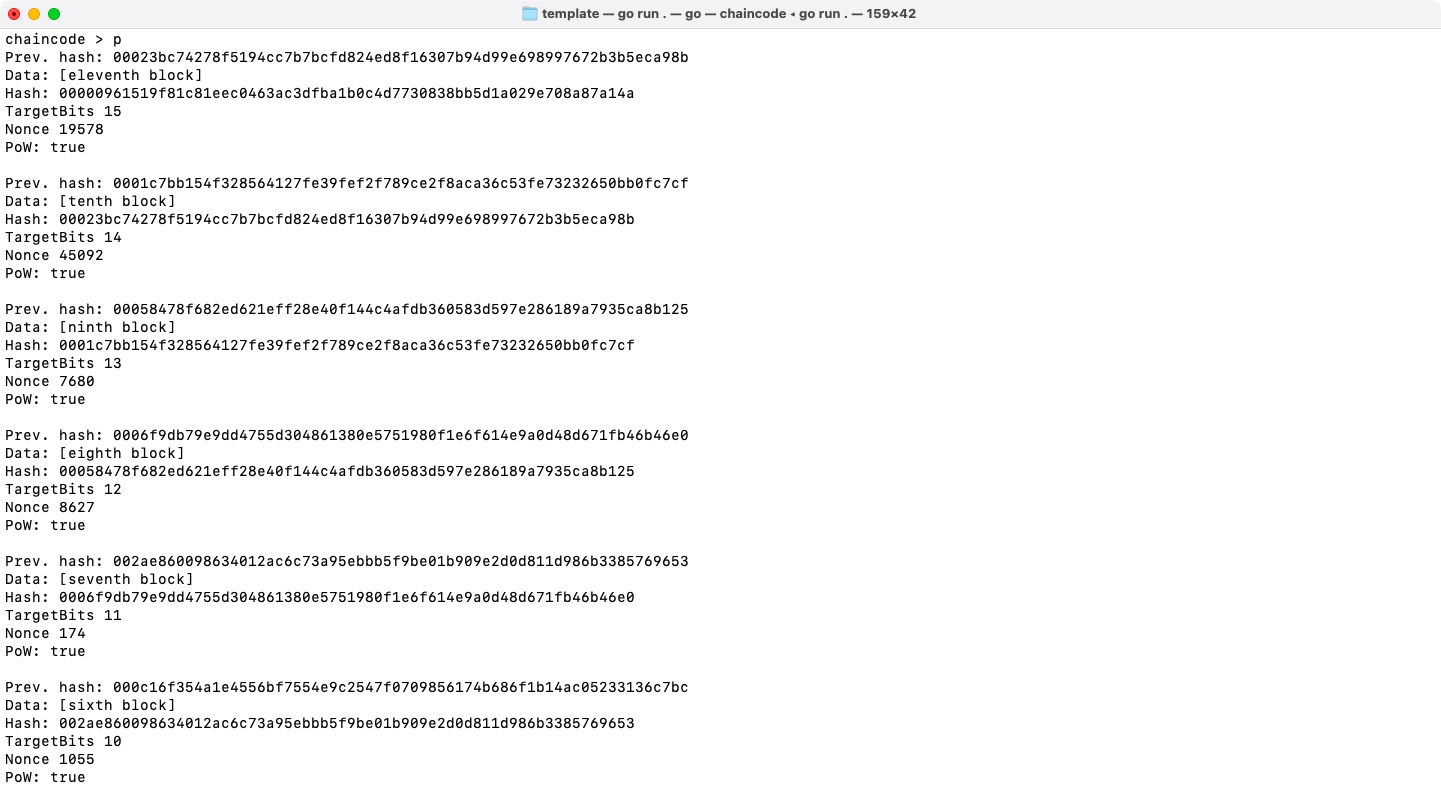 template — go run . — go — chaincode ◂ go run . — 159×42
chaincode > p
Prev. hash: 00023bc74278f5194cc7b7bcfd824ed8f16307b94d99e698997672b3b5eca98b
Data: [eleventh block]
Hash: 00000961519f81c81eec0463ac3dfba1b0c4d7730838bb5d1a029e708a87a14a
TargetBits 15
Nonce 19578
PoW: true
Prev. hash: 0001c7bb154f328564127fe39fef2f789ce2f8aca36c53fe73232650bb0fc7cf
Data: [tenth block]
Hash: 00023bc74278f5194cc7b7bcfd824ed8f16307b94d99e698997672b3b5eca98b
TargetBits 14
Nonce 45092
PoW: true
Prev. hash: 00058478f682ed621eff28e40f144c4afdb360583d597e286189a7935ca8b125
Data: [ninth block]
Hash: 0001c7bb154f328564127fe39fef2f789ce2f8aca36c53fe73232650bb0fc7cf
TargetBits 13
Nonce 7680
PoW: true
Prev. hash: 0006f9db79e9dd4755d304861380e5751980f1e6f614e9a0d48d671fb46b46e0
Data: [eighth block]
Hash: 00058478f682ed621eff28e40f144c4afdb360583d597e286189a7935ca8b125
TargetBits 12
Nonce 8627
PoW: true
Prev. hash: 002ae860098634012ac6c73a95ebbb5f9be01b909e2d0d811d986b3385769653
Data: [seventh block]
Hash: 0006f9db79e9dd4755d304861380e5751980f1e6f614e9a0d48d671fb46b46e0
TargetBits 11
Nonce 174
PoW: true
Prev. hash: 000c16f354a1e4556bf7554e9c2547f0709856174b686f1b14ac05233136c7bc
Data: [sixth block]
Hash: 002ae860098634012ac6c73a95ebbb5f9be01b909e2d0d811d986b3385769653
TargetBits 10
Nonce 1055
PoW: true